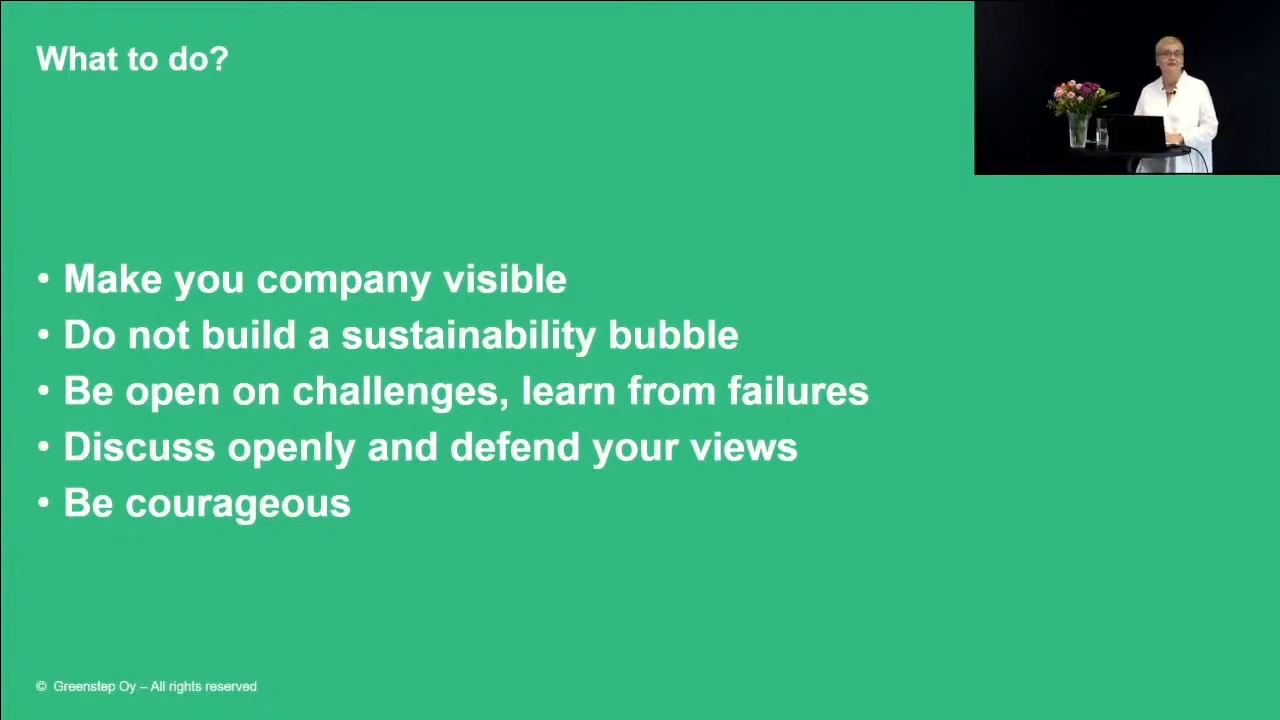 What to do?
• Make you company visible
• Do not build a sustainability bubble
• Be open on challenges, learn from failures
• Discuss openly and defend your views
• Be courageous
© Greenstep Oy – All rights reserved